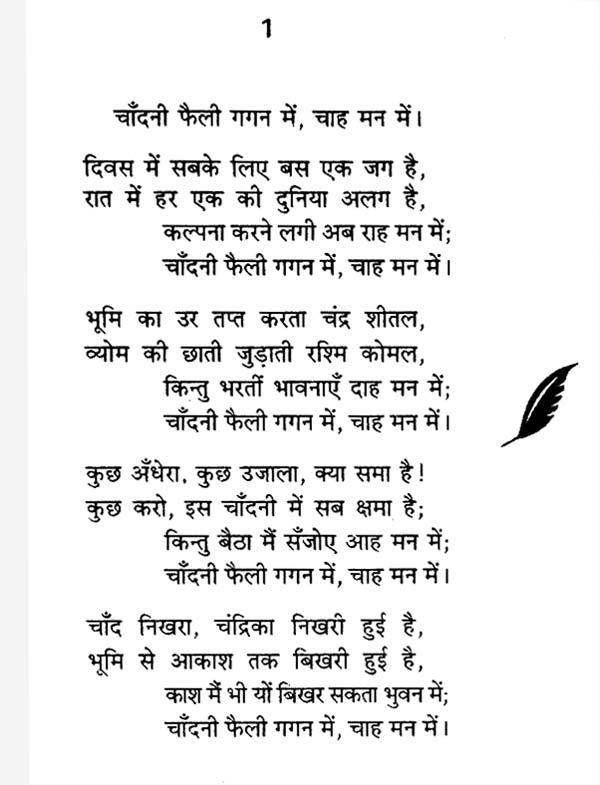 1
चाँदनी फैली गगन में, चाह मन में।
दिवस में सबके लिए बस एक जग है,
रात में हर एक की दुनिया अलग है,
कल्पना करने लगी अब राह मन में;
चाँदनी फैली गगन में, चाह मन में।
भूमि का उर तप्त करता चंद्र शीतल,
व्योम की छाती जुड़ाती रश्मि कोमल,
किन्तु भरतीं भावनाएँ दाह मन में;
चाँदनी फैली गगन में, चाह मन में।
कुछ अँधेरा, कुछ उजाला, क्या समा है!
कुछ करो, इस चाँदनी में सब क्षमा है;
किन्तु बैठा मैं सँजोए आह मन में;
चाँदनी फैली गगन में, चाह मन में।
चाँद निखरा, चंद्रिका निखरी हुई है,
भूमि से आकाश तक बिखरी हुई है,
काश मैं भी यों बिखर सकता भुवन में;
चाँदनी फैली गगन में, चाह मन में।